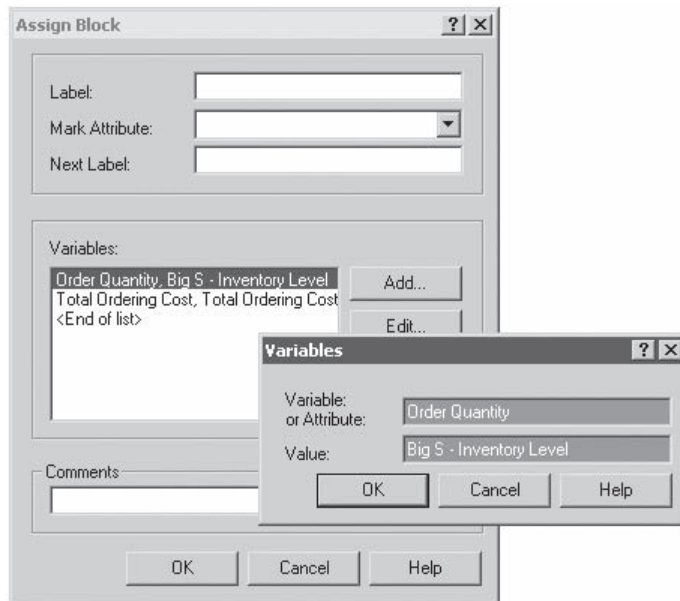 Assign Block
Label:
Mark Attribute:
Next Label:
Variables:
Order Quantity, Big S - Inventory Level
Total Ordering Cost, Total Ordering Cost
<End of list>
Add...
Edit...
Variables
Variable:
or Attribute:
Order Quantity
Value:
Big S - Inventory Level
OK
Cancel
Help
Comments
OK
Cancel
Help